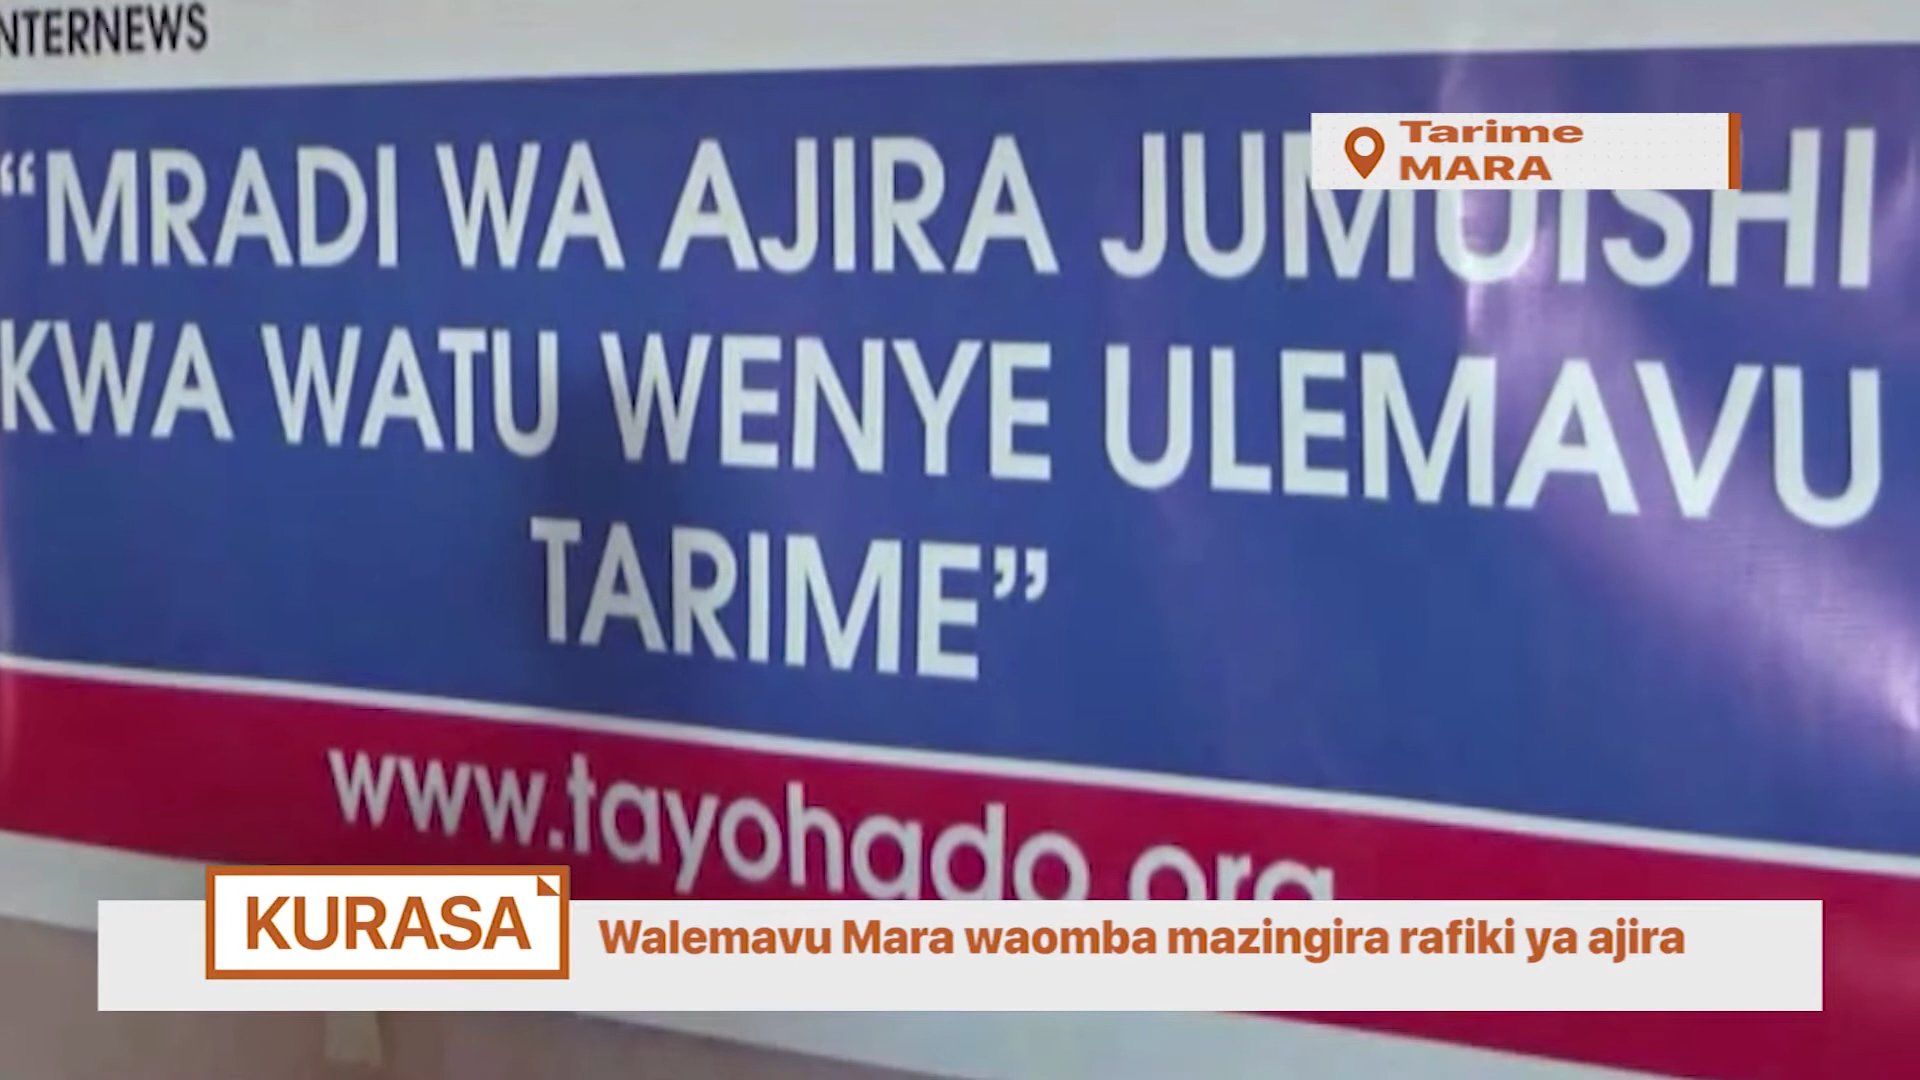 NTERNEWS
Tarime
MARA
“MRADI WA AJIRA JUMUISHI
KWA WATU WENYE ULEMAVU
TARIME”
www.tayohado.org
KURASA
Walemavu Mara waomba mazingira rafiki ya ajira